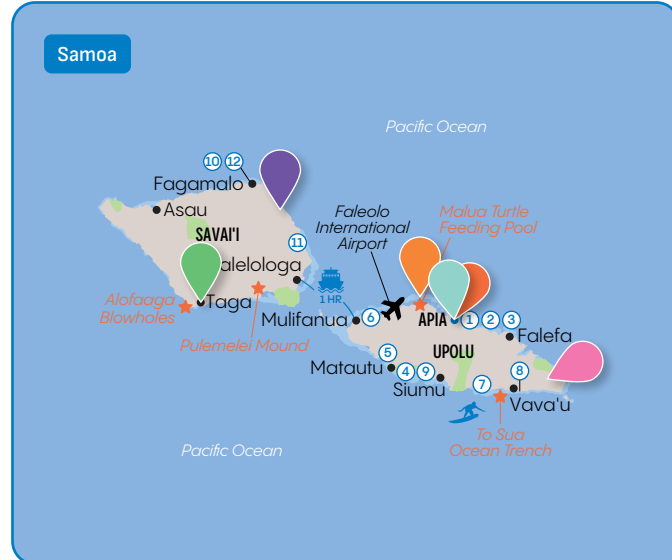 Samoa
Pacific Ocean
10 12
Fagamalo
Asau
SAVAI'I
Faleolo
International
Airport
Malua Turtle
Feeding Pool
11
alelologa
1 HR
Taga
Alofaaga
Blowholes
Pulemelei Mound
Mulifanua 6
APIA 1 2 3
Falefa
UPOLU
5
Matautu
4 9
Siumu
7
8
Vava'u
To Sua
Ocean Trench
Pacific Ocean